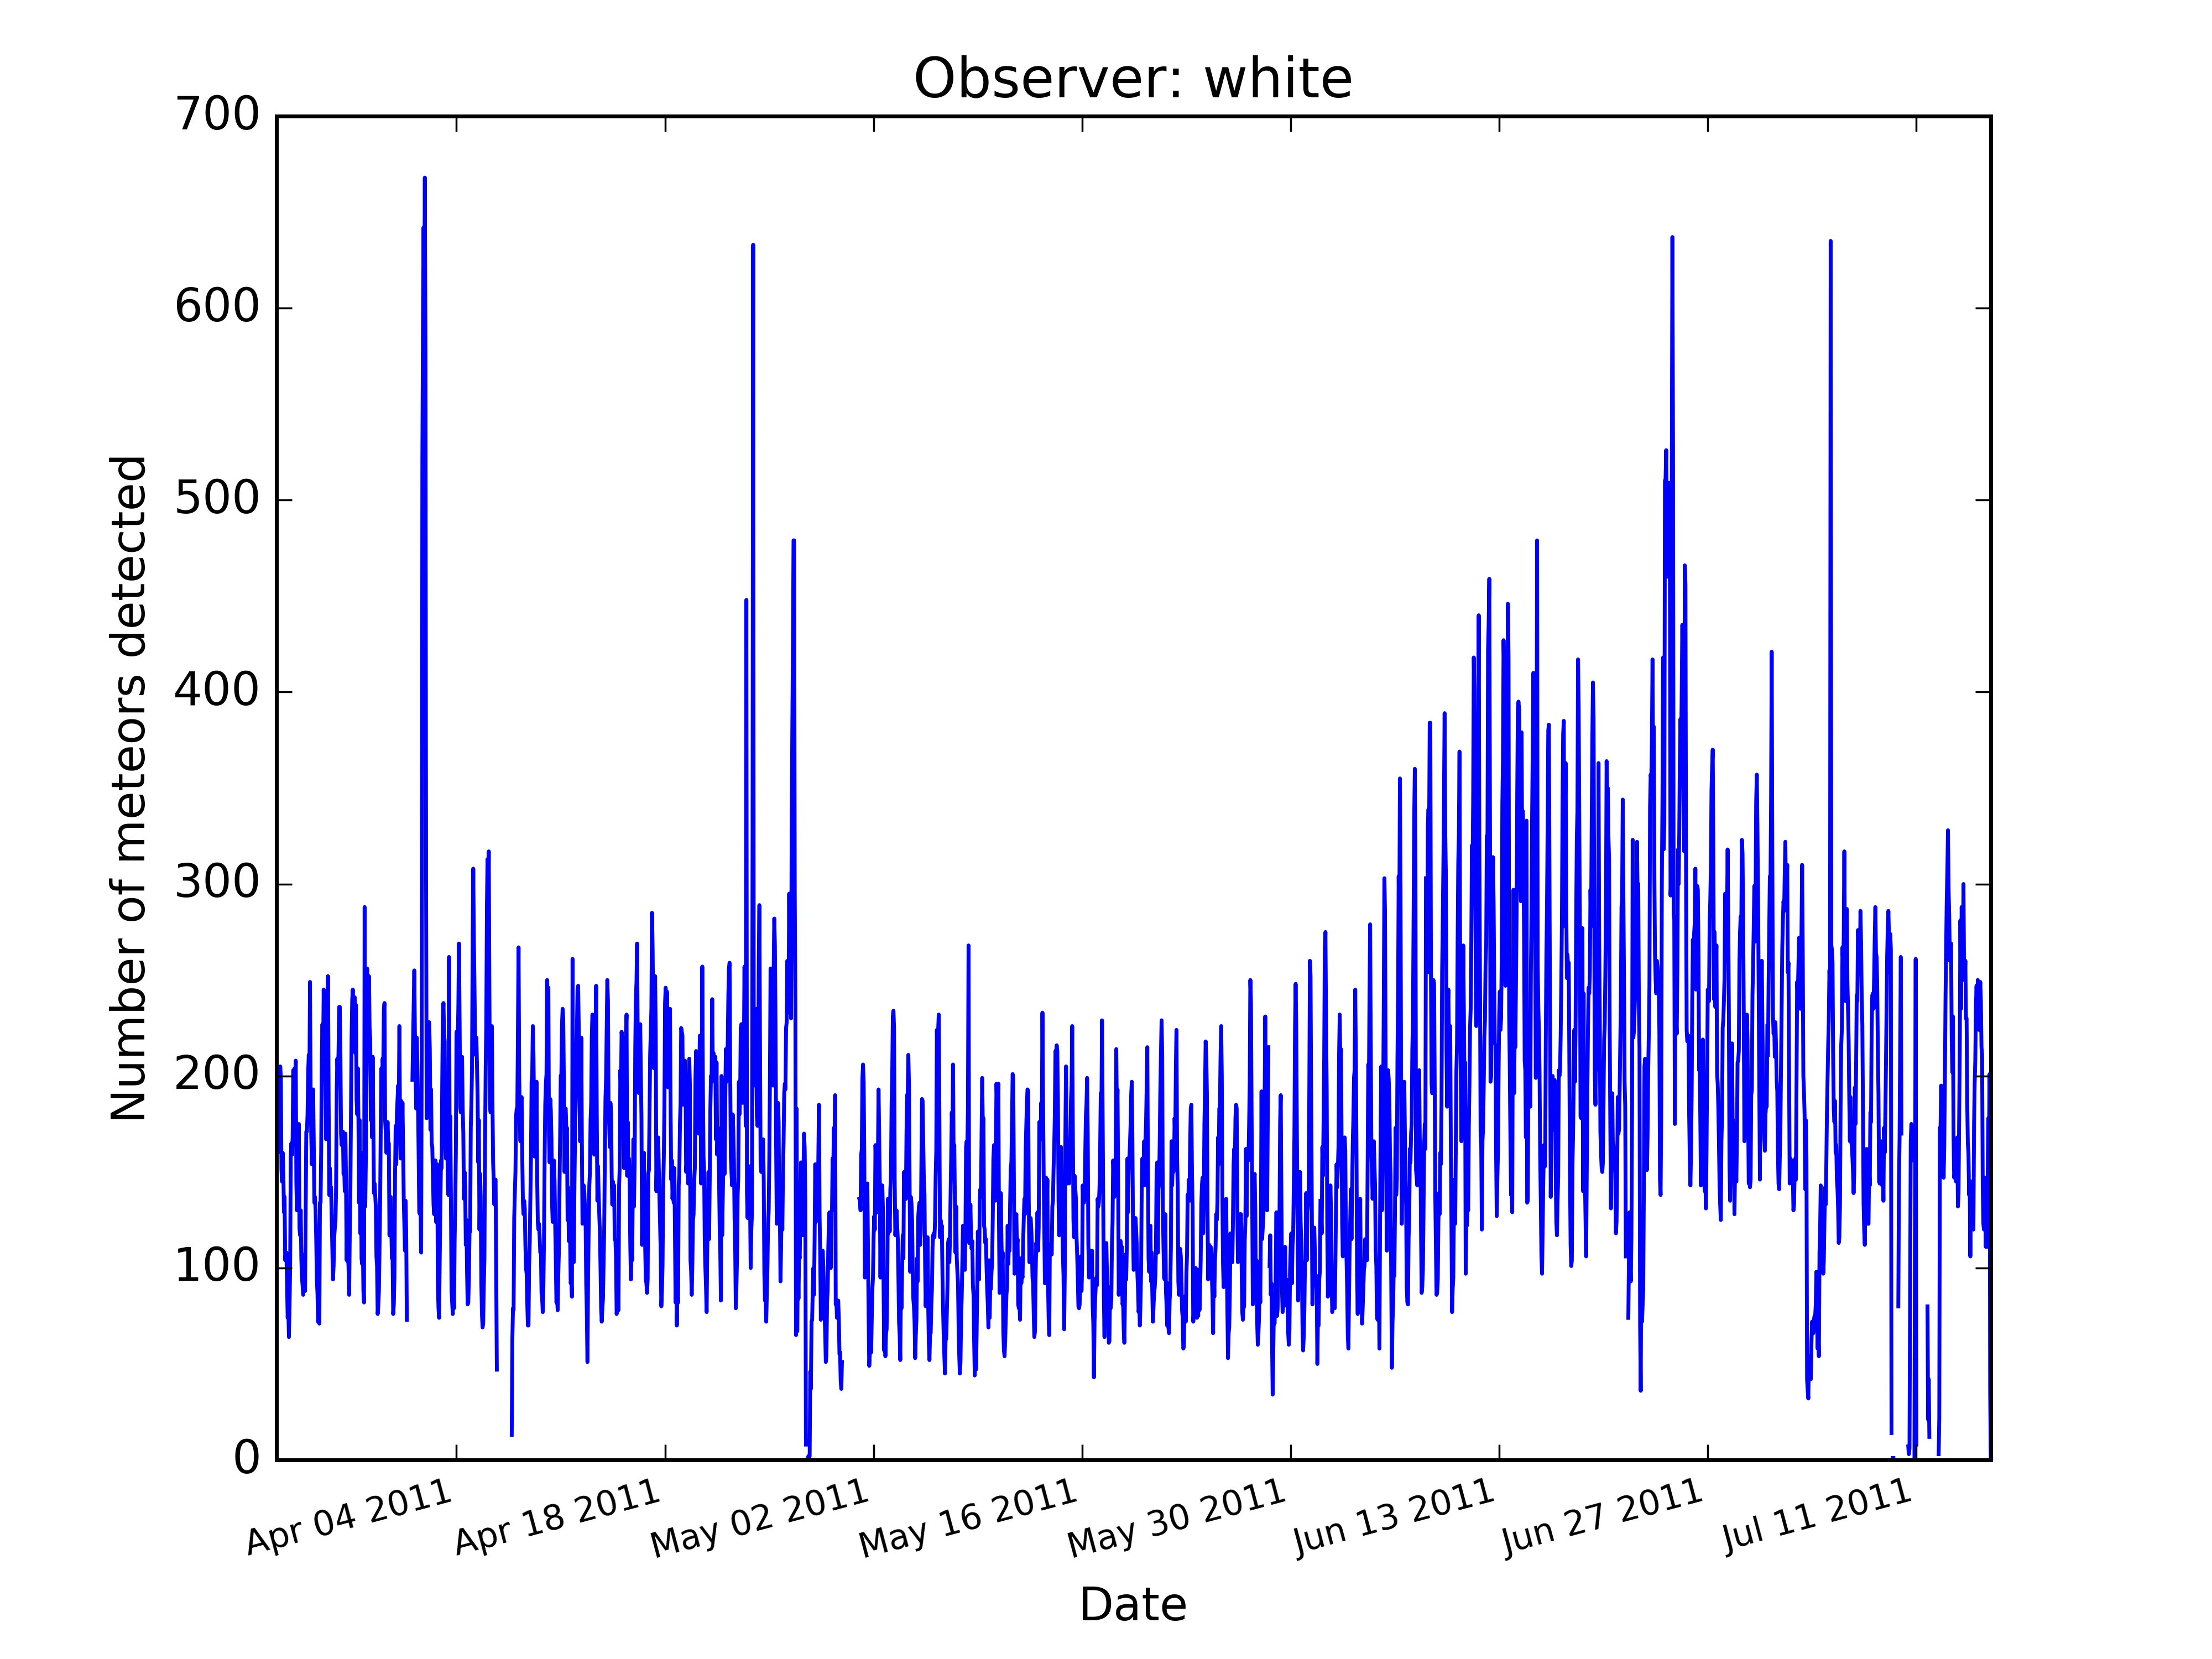 Observer: white
700
600
500
400
300
200
100
0
Number of meteors detected
Apr 04 2011
Apr 18 2011
May 02 2011
May 16 2011
May 30 2011
Jun 13 2011
Jun 27 2011
Jul 11 2011
Date